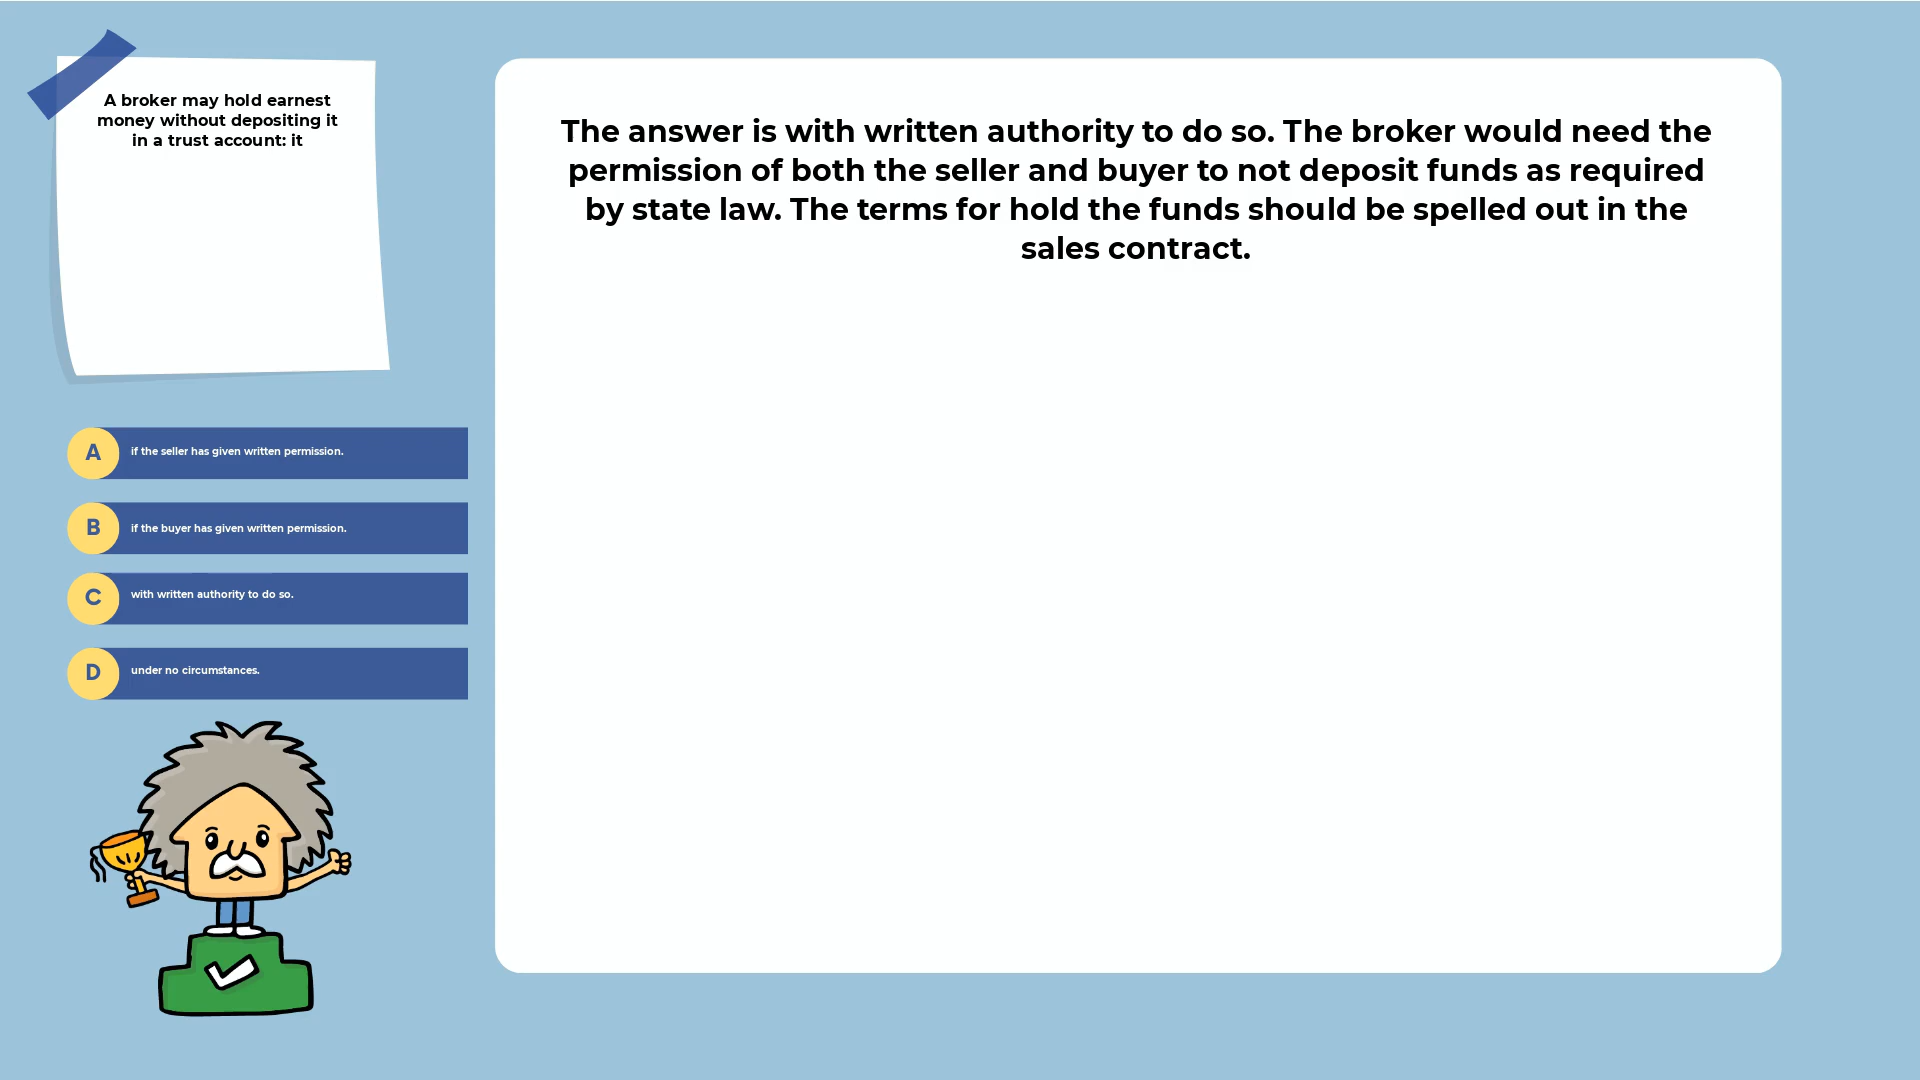 A broker may hold earnest
money without depositing it
in a trust account: it
The answer is with written authority to do so. The broker would need the
permission of both the seller and buyer to not deposit funds as required
by state law. The terms for hold the funds should be spelled out in the
sales contract.
A if the seller has given written permission.
B if the buyer has given written permission.
C with written authority to do so.
D under no circumstances.